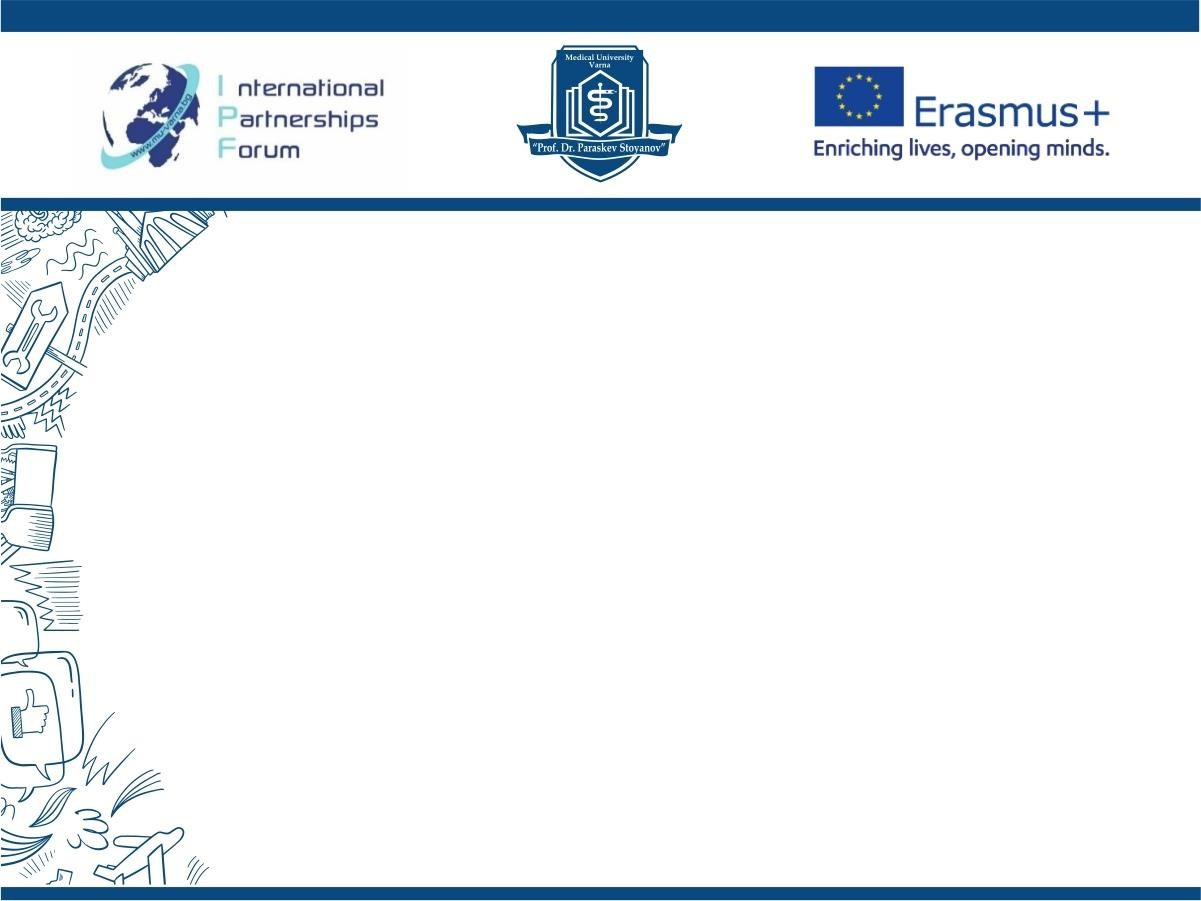 International
Partnerships
Forum
www.mu-varna.bg
Medical University
Varna
"Prof. Dr. Paraskev Stoyanov"
Erasmus+
Enriching lives, opening minds.